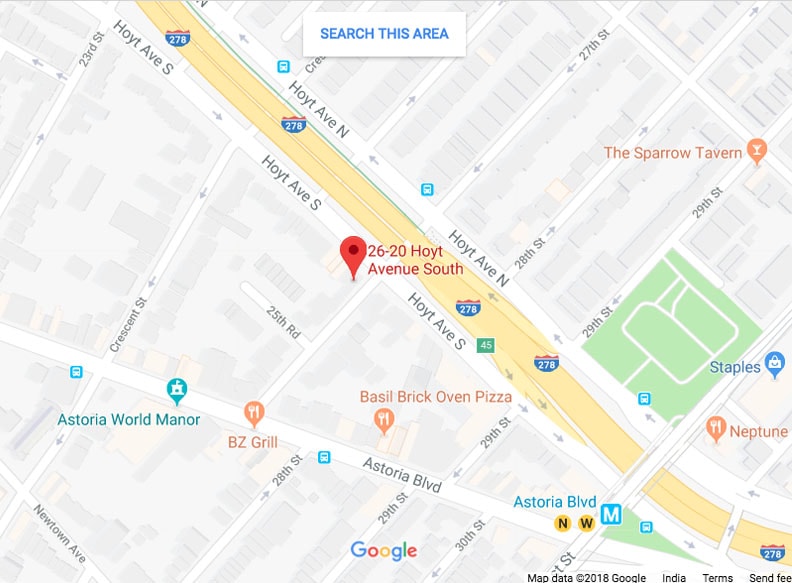 SEARCH THIS AREA
23rd St
Hoyt Ave S
278
N
Cre
27th St
Hoyt Ave N
278
The Sparrow Tavern
Hoyt Ave S
29th St
26-20 Hoyt
Avenue South
Hoyt Ave N
28th St
25th Rd
Crescent St
Hoyt Ave S
278
29th St
45
278
Staples
Astoria World Manor
BZ Grill
Basil Brick Oven Pizza
29th St
Neptune
Astoria Blvd
28th St
29th St
30th St
Newtown Ave
Astoria Blvd
M
N W
st St
278
Google
Map data ©2018 Google India Terms Send fee